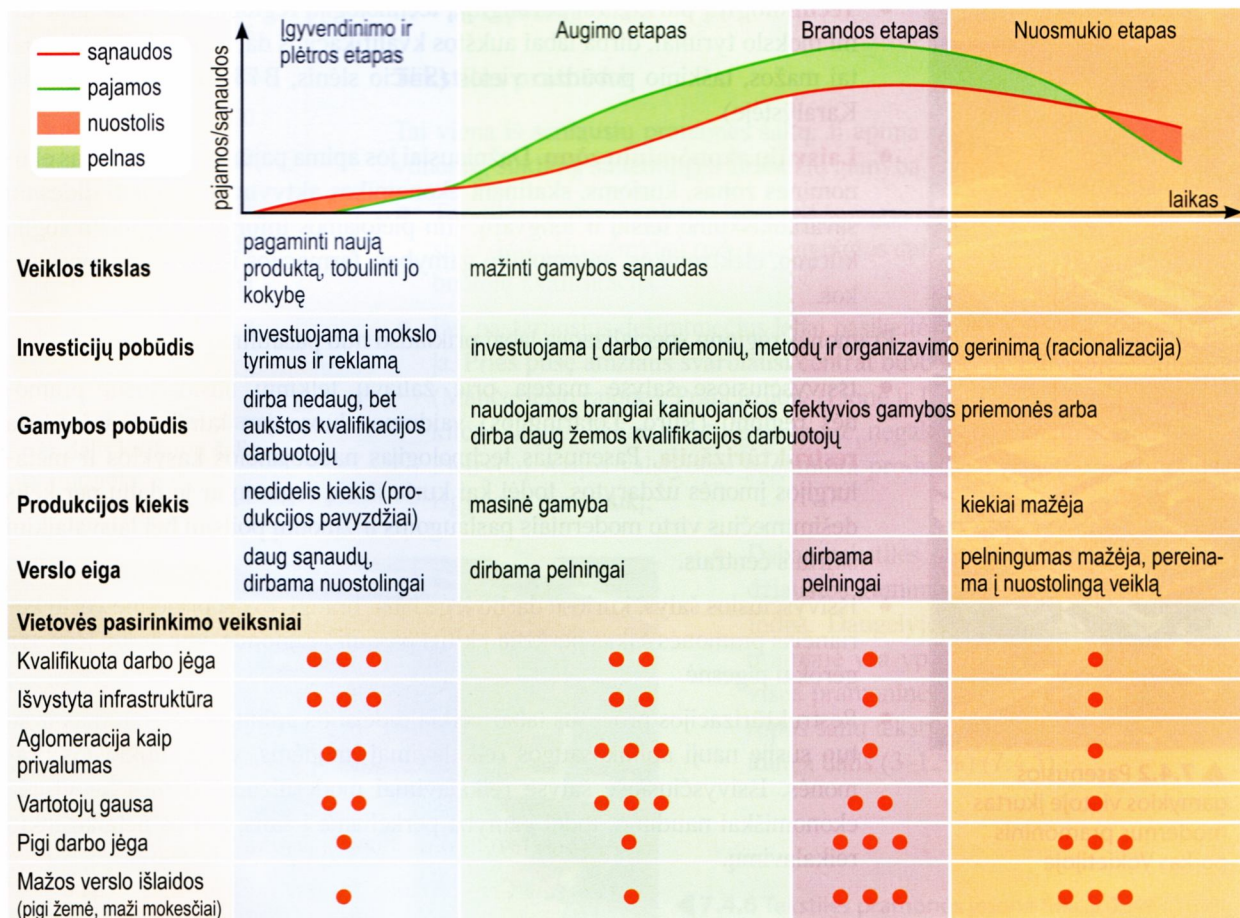 sąnaudos
pajamos
nuostolis
pelnas
pajamos/sąnaudos
Įgyvendinimo ir
plėtros etapas
Augimo etapas
Brandos etapas
Nuosmukio etapas
laikas
Veiklos tikslas
pagaminti naują
produktą, tobulinti jo
kokybę
mažinti gamybos sąnaudas
Investicijų pobūdis
investuojama į mokslo
tyrimus ir reklamą
investuojama į darbo priemonių, metodų ir organizavimo gerinimą (racionalizacija)
Gamybos pobūdis
dirba nedaug, bet
aukštos kvalifikacijos
darbuotojų
naudojamos brangiai kainuojančios efektyvios gamybos priemonės arba
dirba daug žemos kvalifikacijos darbuotojų
Produkcijos kiekis
nedidelis kiekis (pro-
dukcijos pavyzdžiai)
masinė gamyba
kiekiai mažėja
Verslo eiga
daug sąnaudų,
dirbama nuostolingai
dirbama pelningai
dirbama
pelningai
pelningumas mažėja, pereina-
ma į nuostolingą veiklą
Vietovės pasirinkimo veiksniai
Kvalifikuota darbo jėga
Išvystyta infrastruktūra
Aglomeracija kaip
privalumas
Vartotojų gausa
Pigi darbo jėga
Mažos verslo išlaidos
(pigi žemė, maži mokesčiai)